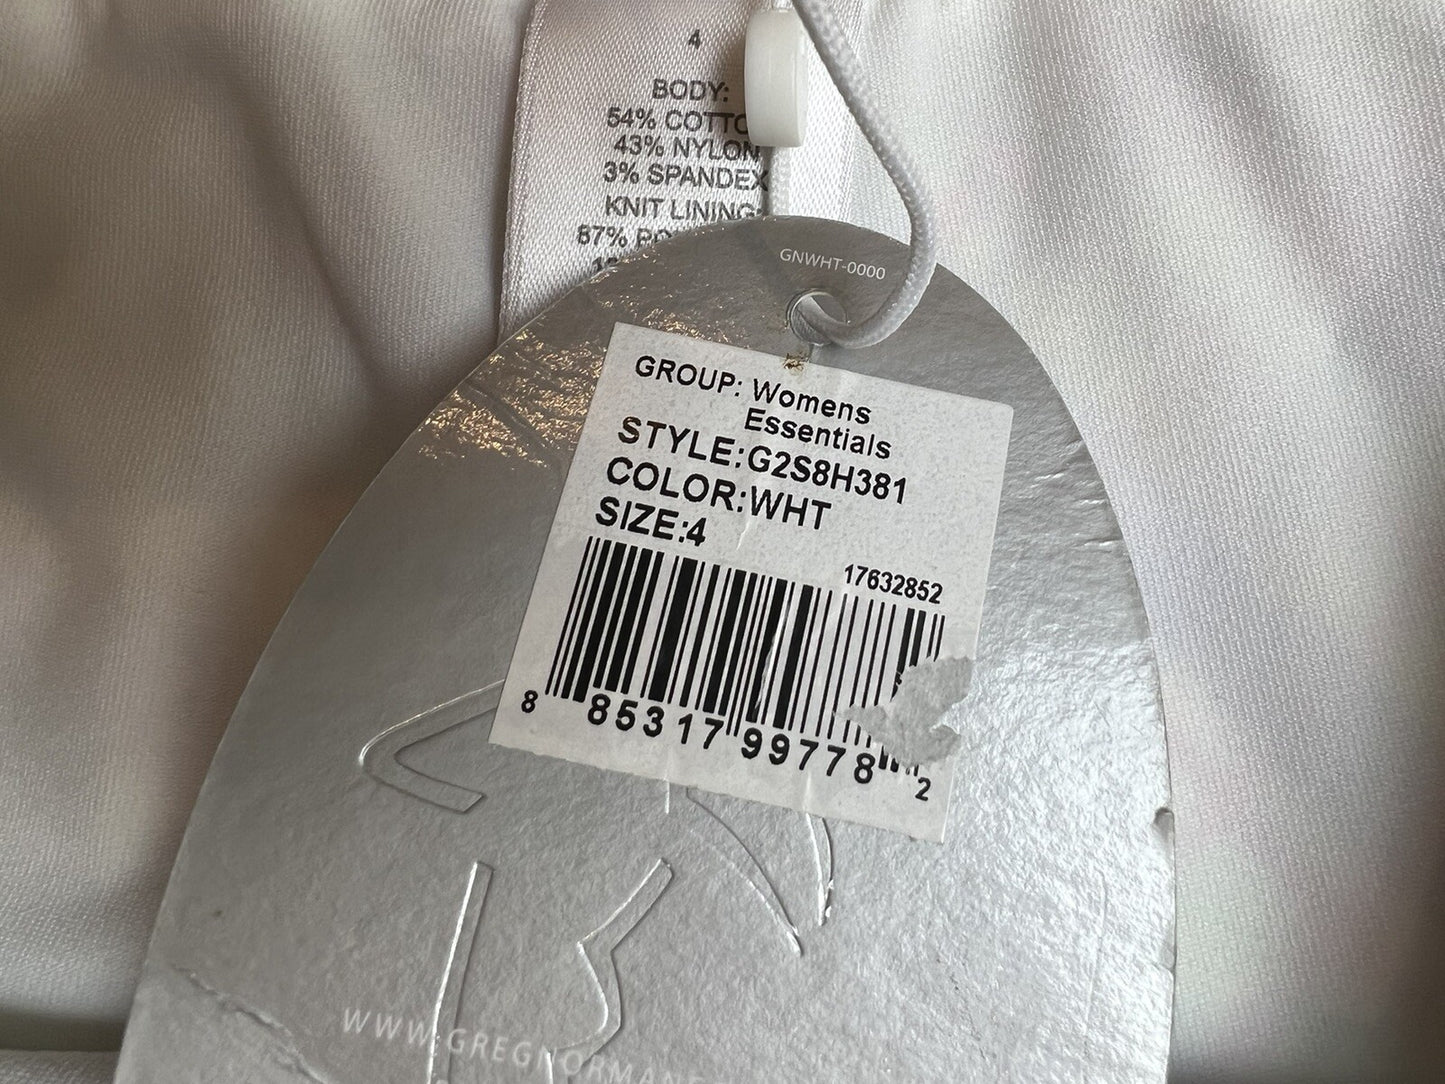 4
BODY:
54% COTTO
43% NYLON
3% SPANDEX
KNIT LINING:
87%
GNWHT-0000
GROUP: Womens
Essentials
STYLE:G2S8H381
COLOR:WHT
SIZE:4
17632852
8 85317 99778 2
WWW.GREGNORMAN